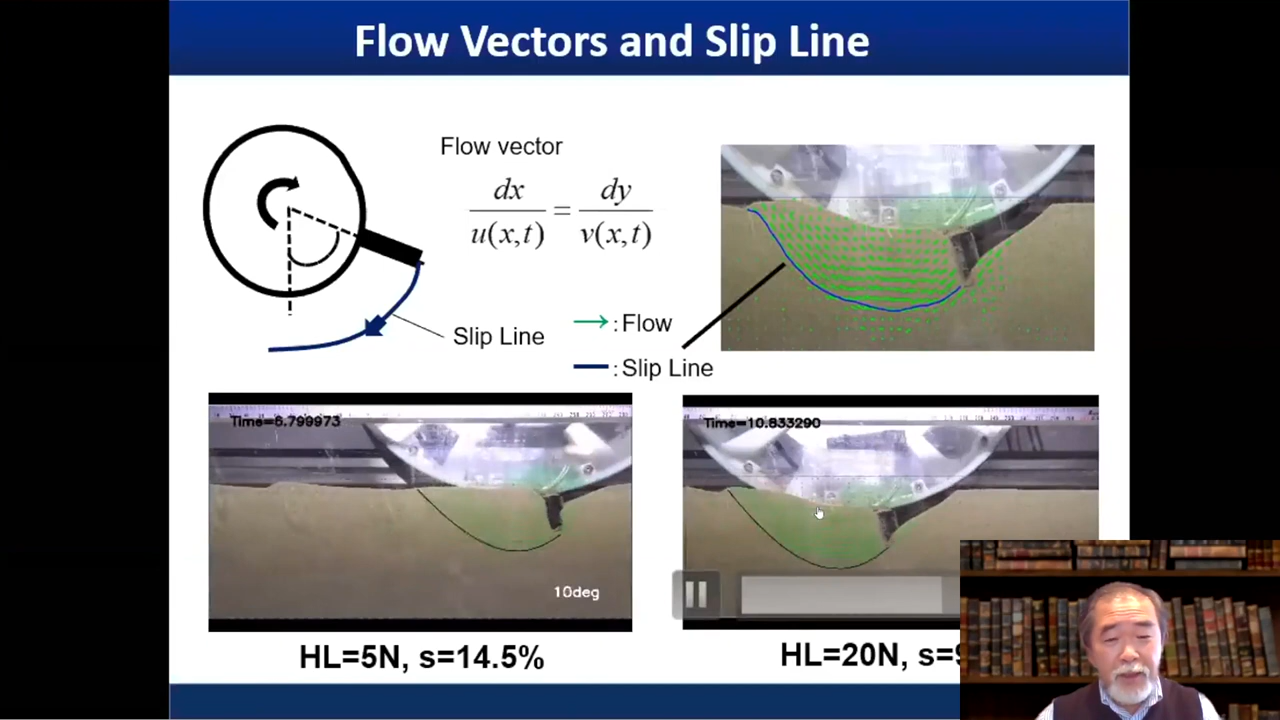 Flow Vectors and Slip Line
Flow vector
dx/u(x,t) = dy/v(x,t)
Slip Line
: Flow
: Slip Line
Time=6.799973
10deg
Time=10.833290
HL=5N, s=14.5%
HL=20N, s=9